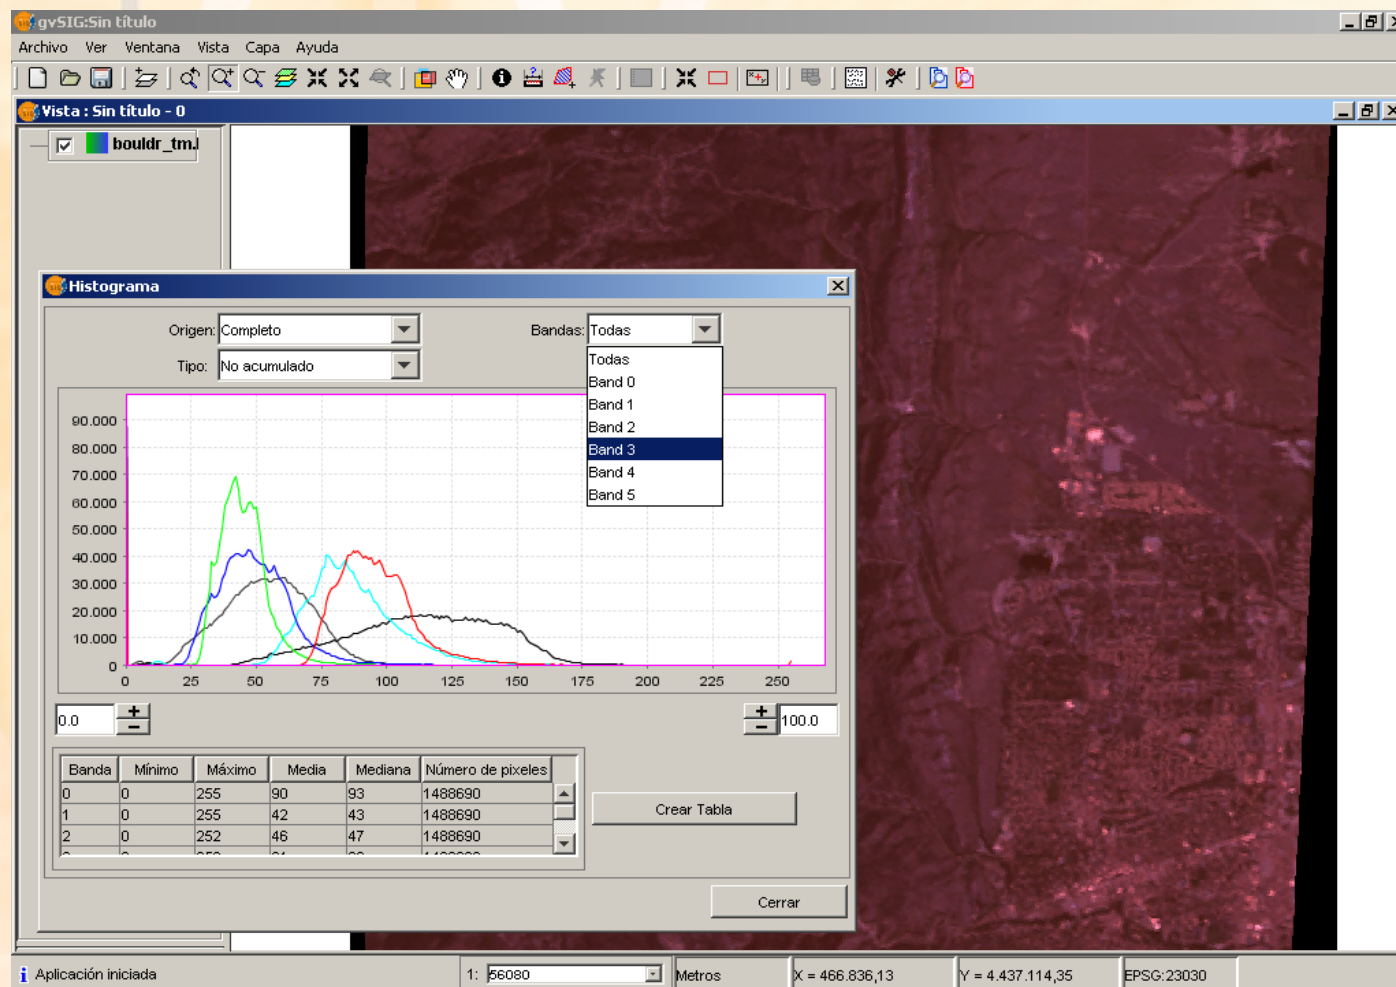 gvSIG:Sin título
Archivo Ver Ventana Vista Capa Ayuda
Vista : Sin título - 0
bouldr_tm.
Histograma
Origen: Completo
Bandas: Todas
Tipo: No acumulado
Todas
Band 0
Band 1
Band 2
Band 3
Band 4
Band 5
90.000
80.000
70.000
60.000
50.000
40.000
30.000
20.000
10.000
0
0 25 50 75 100 125 150 175 200 225 250
0.0 + −
+ − 100.0
Banda Mínimo Máximo Media Mediana Número de pixeles
0 0 255 90 93 1488690
1 0 255 42 43 1488690
2 0 252 46 47 1488690
Crear Tabla
Cerrar
Aplicación iniciada 1: 56080 Metros X = 466.836,13 Y = 4.437.114,35 EPSG:23030